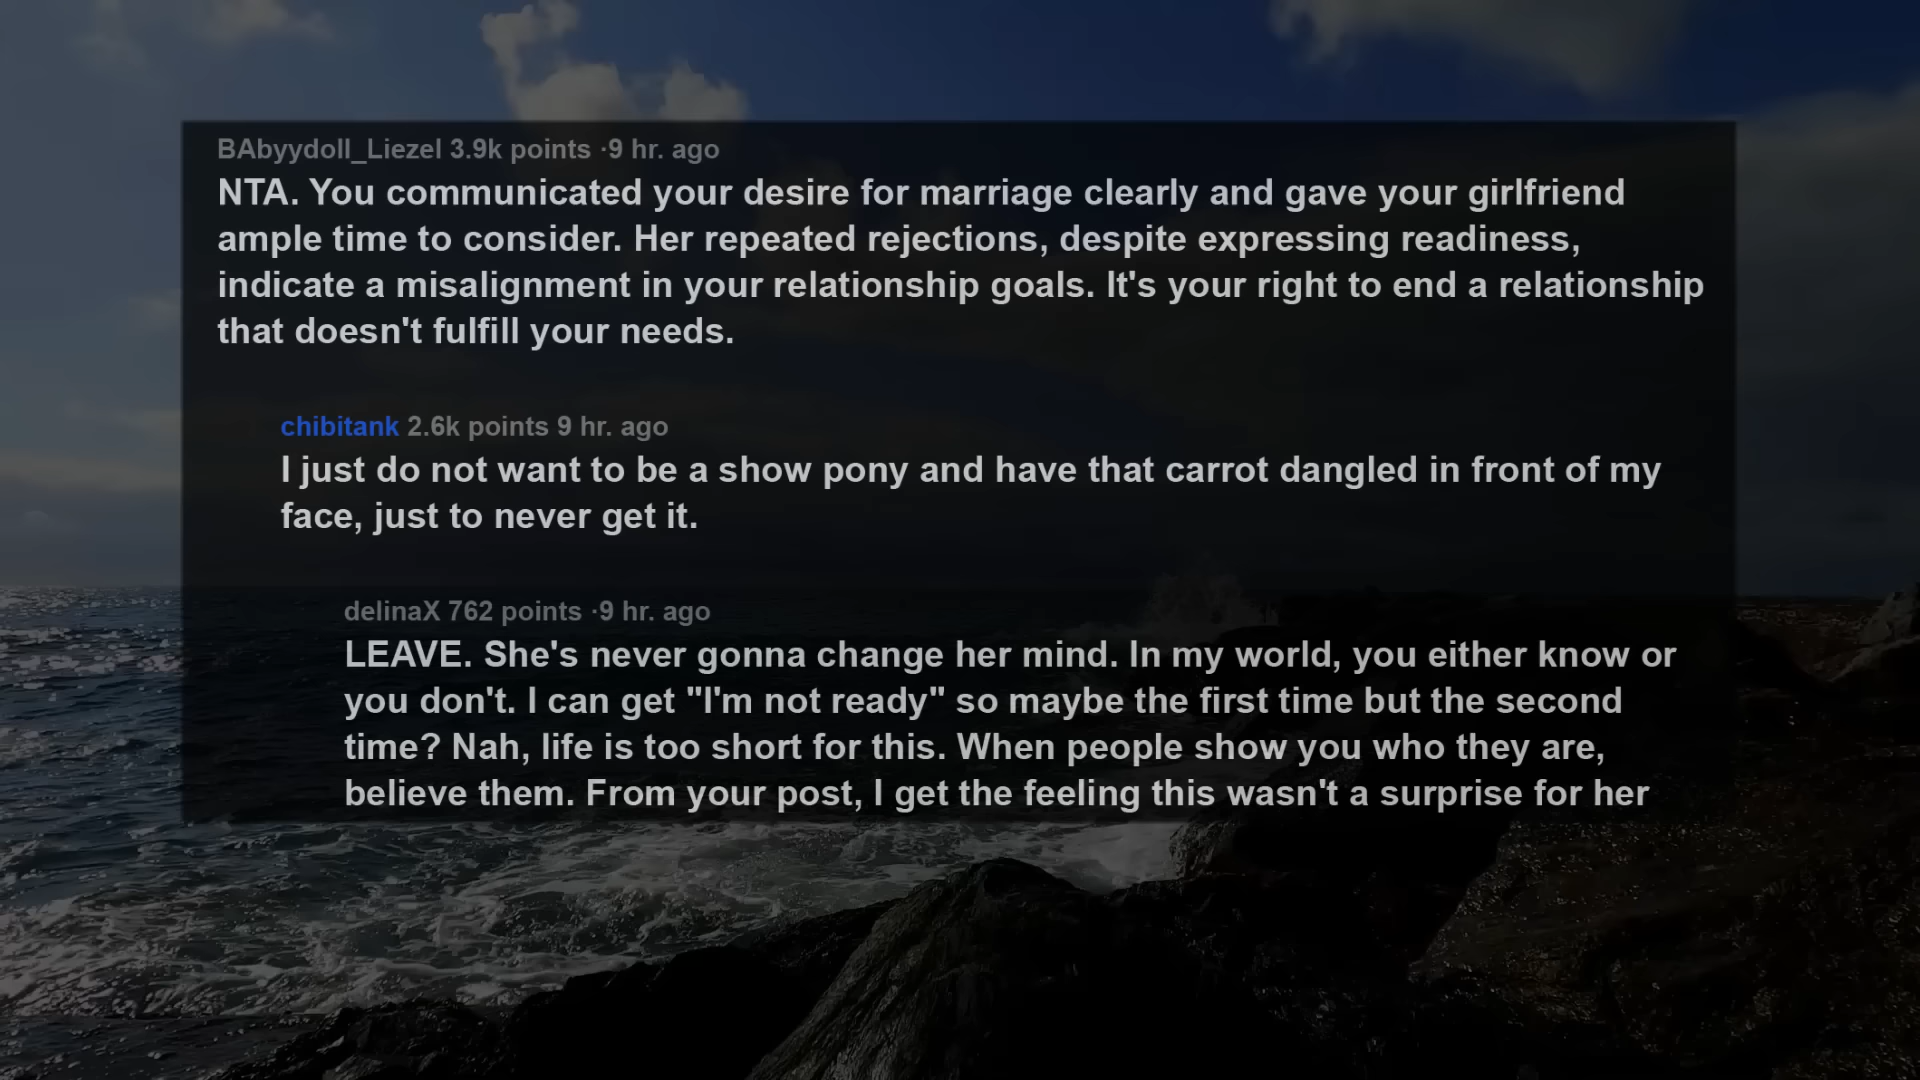 BAbyydoll_Liezel 3.9k points ·9 hr. ago
NTA. You communicated your desire for marriage clearly and gave your girlfriend
ample time to consider. Her repeated rejections, despite expressing readiness,
indicate a misalignment in your relationship goals. It's your right to end a relationship
that doesn't fulfill your needs.
chibitank 2.6k points 9 hr. ago
I just do not want to be a show pony and have that carrot dangled in front of my
face, just to never get it.
delinaX 762 points ·9 hr. ago
LEAVE. She's never gonna change her mind. In my world, you either know or
you don't. I can get "I'm not ready" so maybe the first time but the second
time? Nah, life is too short for this. When people show you who they are,
believe them. From your post, I get the feeling this wasn't a surprise for her